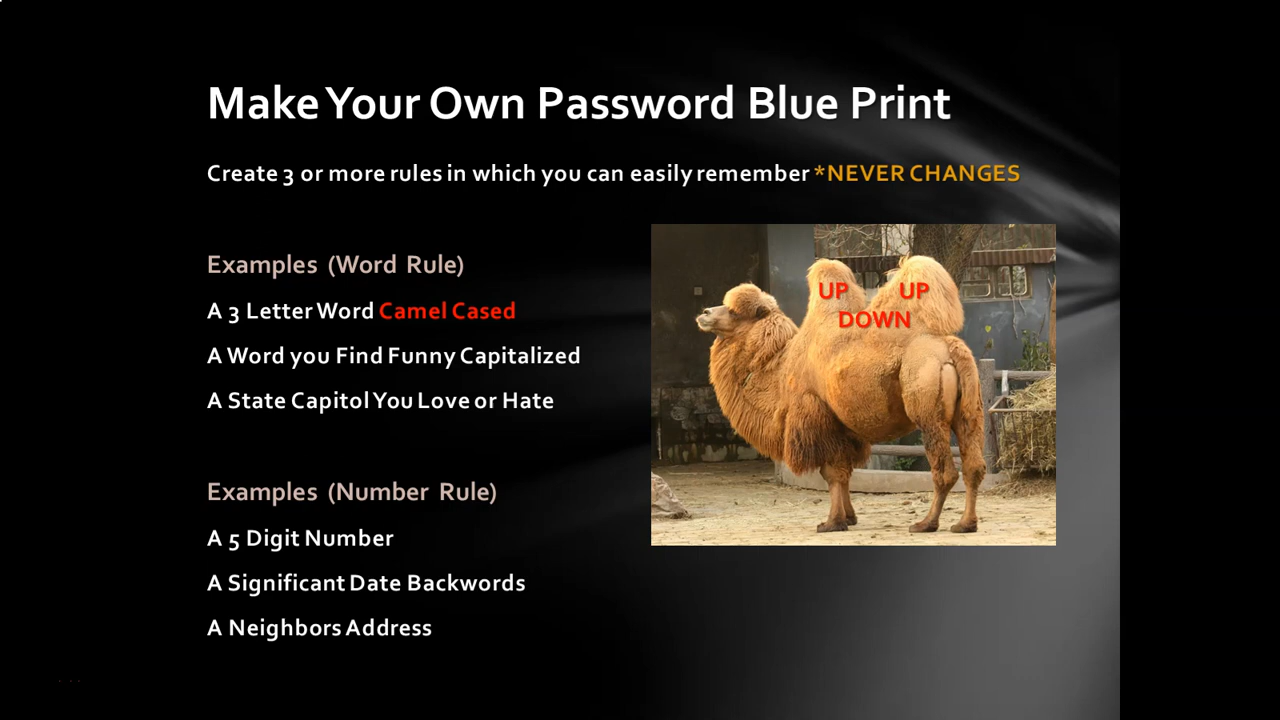 Make Your Own Password Blue Print
Create 3 or more rules in which you can easily remember *NEVER CHANGES
Examples (Word Rule)
A 3 Letter Word Camel Cased
A Word you Find Funny Capitalized
A State Capitol You Love or Hate
UP UP
DOWN
Examples (Number Rule)
A 5 Digit Number
A Significant Date Backwords
A Neighbors Address